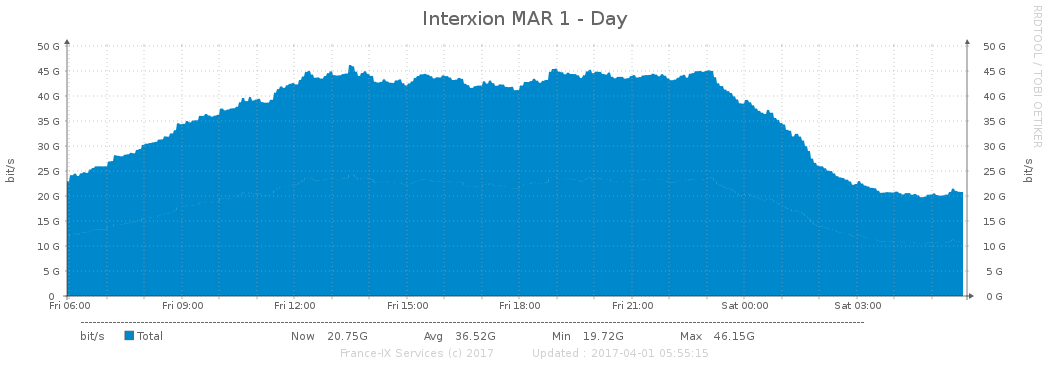 Interxion MAR 1 - Day
RRDTOOL / TOBI OETIKER
50 G 50 G
45 G 45 G
40 G 40 G
35 G 35 G
30 G 30 G
25 G 25 G
20 G 20 G
15 G 15 G
10 G 10 G
5 G 5 G
0 0 G
bit/s bit/s
Fri 06:00 Fri 09:00 Fri 12:00 Fri 15:00 Fri 18:00 Fri 21:00 Sat 00:00 Sat 03:00
bit/s Total Now 20.75G Avg 36.52G Min 19.72G Max 46.15G
France-IX Services (c) 2017 Updated : 2017-04-01 05:55:15